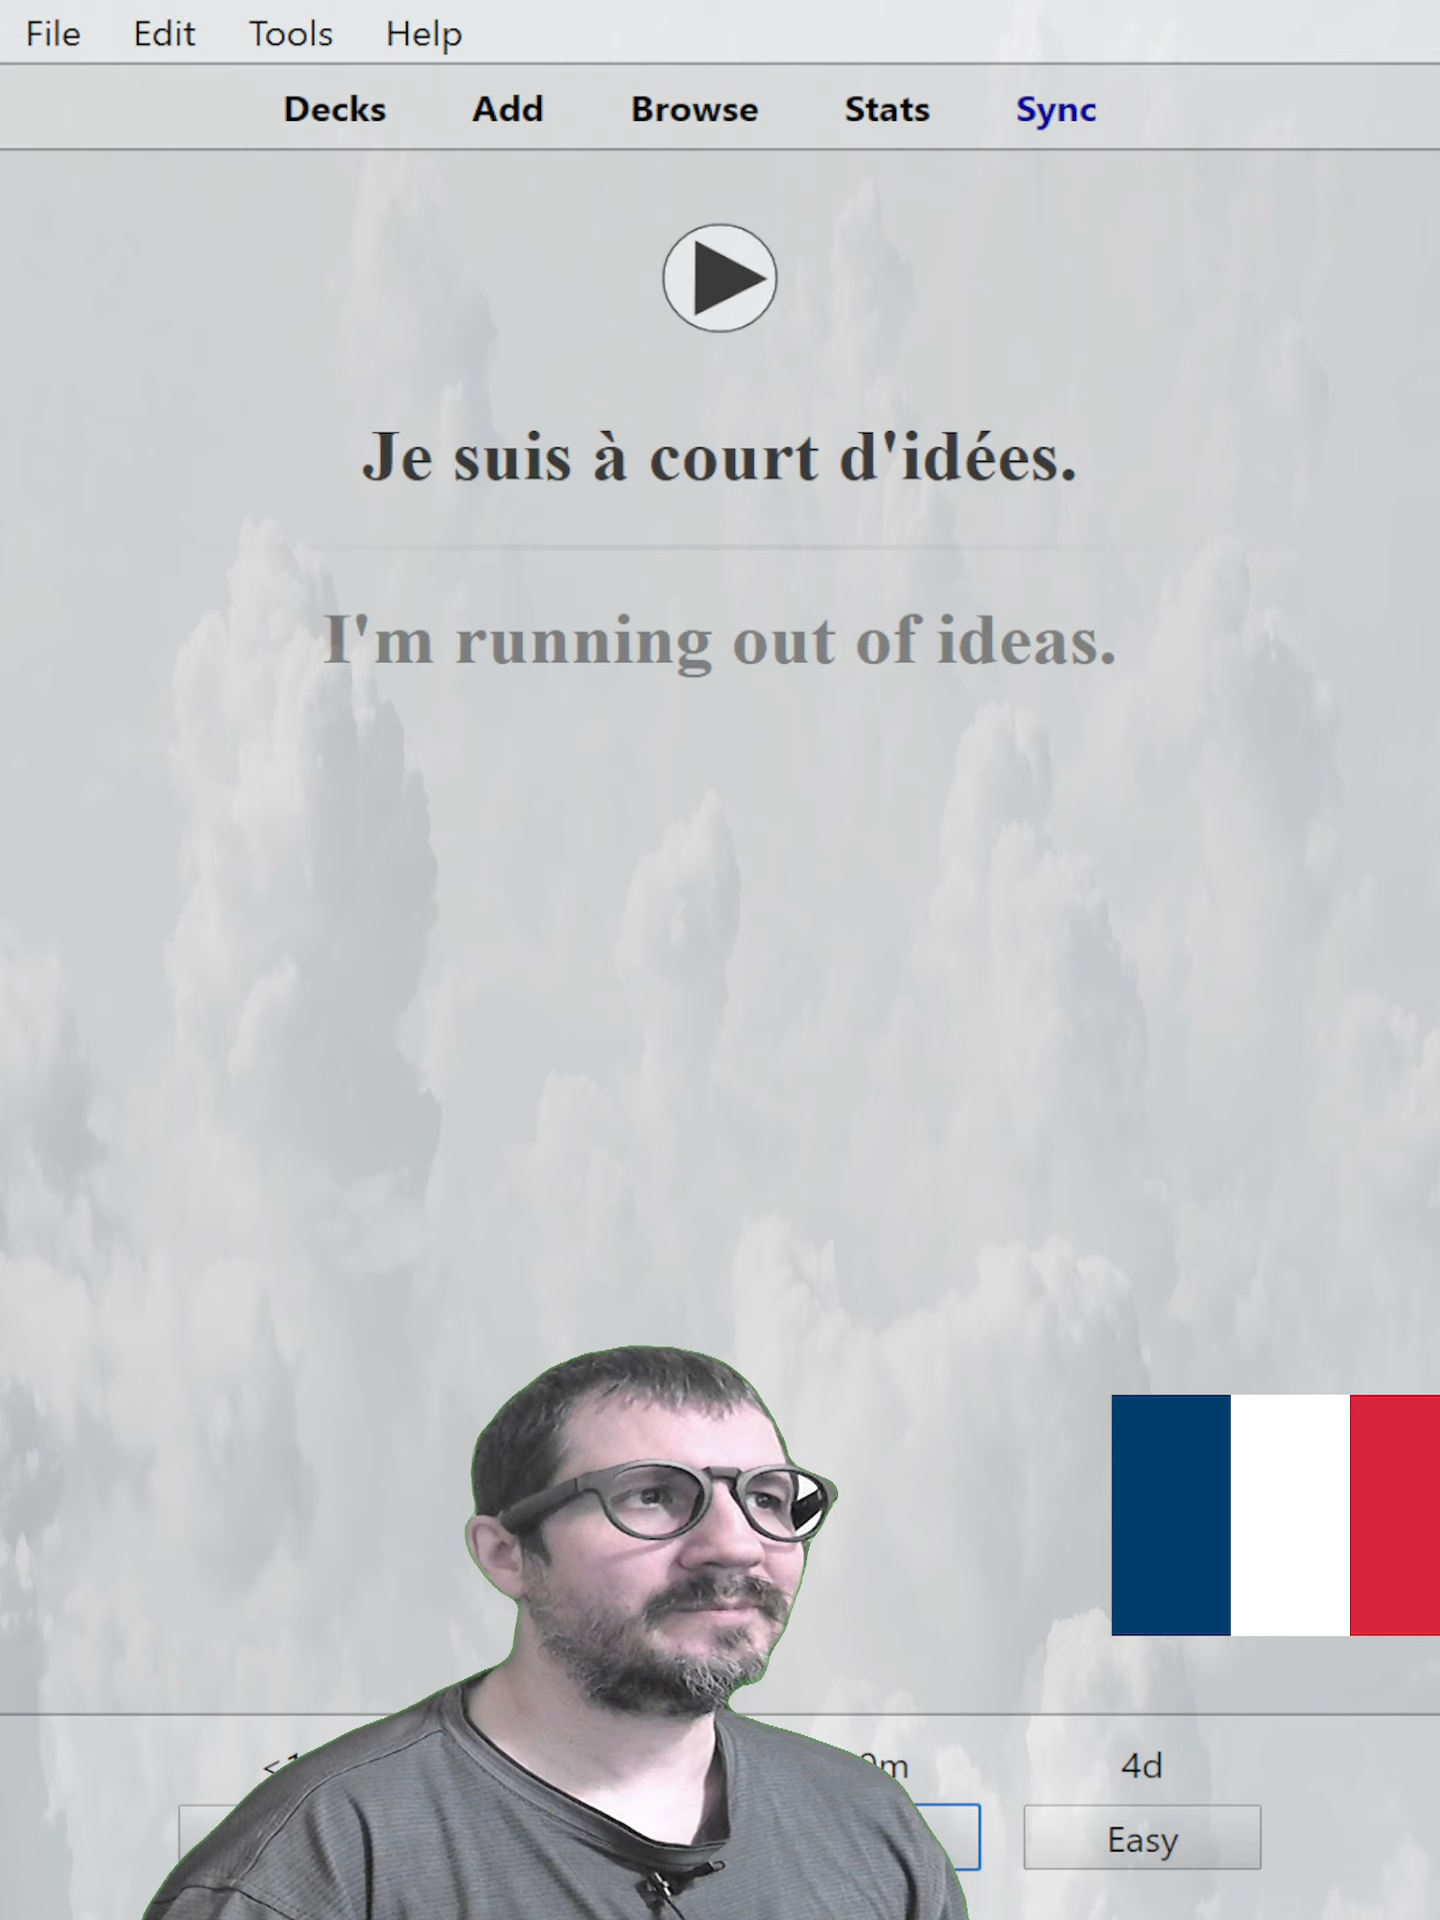 File Edit Tools Help
Decks Add Browse Stats Sync
Je suis à court d'idées.
I'm running out of ideas.
4d
Easy